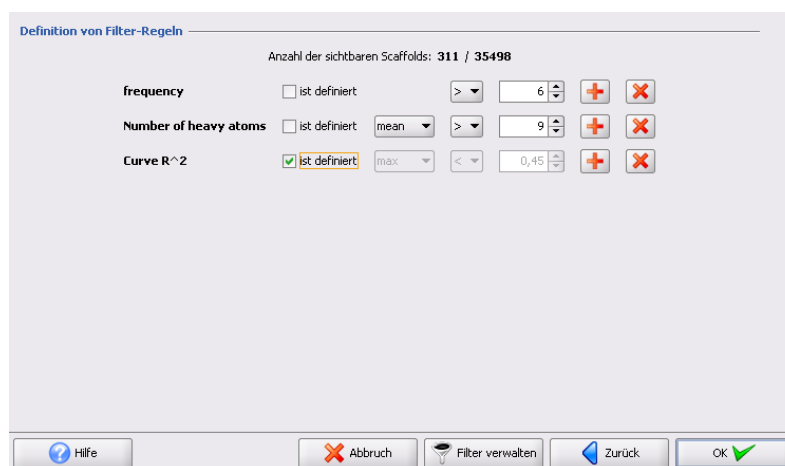 Definition von Filter-Regeln
Anzahl der sichtbaren Scaffolds: 311 / 35498
frequency ist definiert > 6
Number of heavy atoms ist definiert mean > 9
Curve R^2 ist definiert max < 0,45
Hilfe Abbruch Filter verwalten Zurück OK